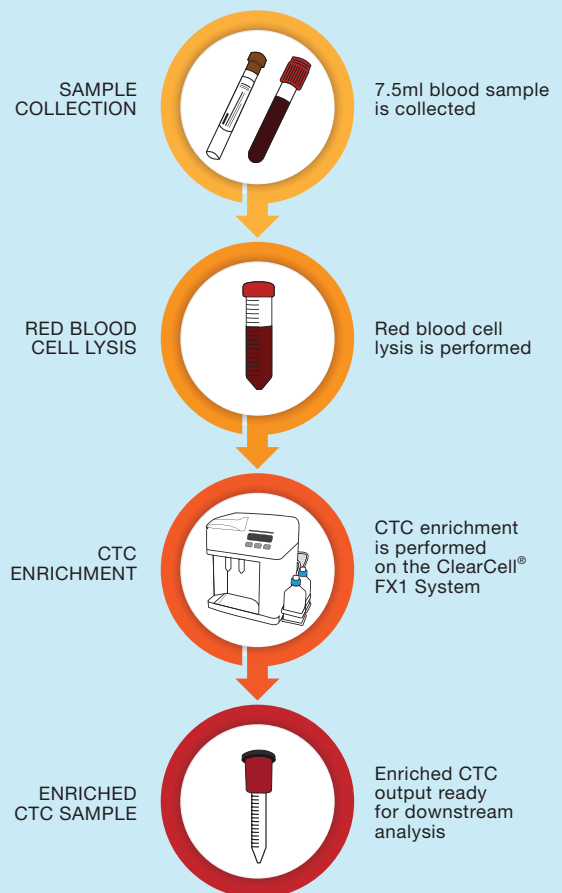 SAMPLE
COLLECTION
7.5ml blood sample
is collected
RED BLOOD
CELL LYSIS
Red blood cell
lysis is performed
CTC
ENRICHMENT
CTC enrichment
is performed
on the ClearCell®
FX1 System
ENRICHED
CTC SAMPLE
Enriched CTC
output ready
for downstream
analysis